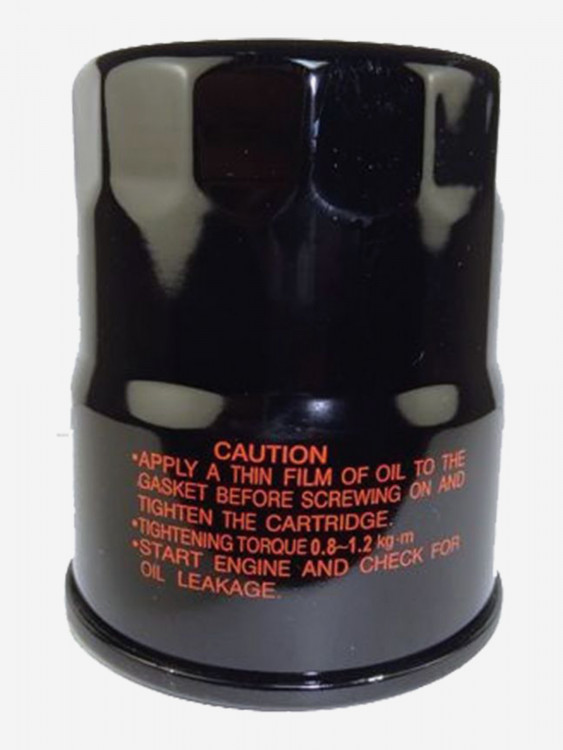 CAUTION
•APPLY A THIN FILM OF OIL TO THE
GASKET BEFORE SCREWING ON AND
TIGHTEN THE CARTRIDGE.
•TIGHTENING TORQUE 0.8~1.2 kg-m
•START ENGINE AND CHECK FOR
OIL LEAKAGE.